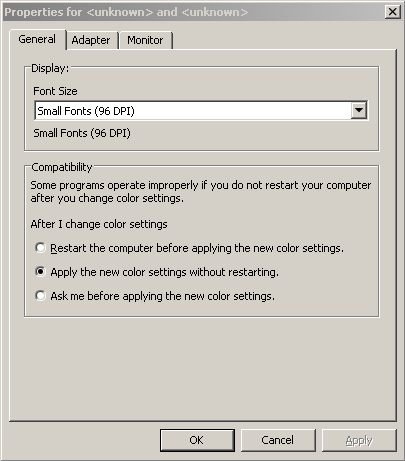 Properties for <unknown> and <unknown>
General Adapter Monitor
Display:
Font Size
Small Fonts (96 DPI)
Small Fonts (96 DPI)
Compatibility
Some programs operate improperly if you do not restart your computer
after you change color settings.
After I change color settings
Restart the computer before applying the new color settings.
Apply the new color settings without restarting.
Ask me before applying the new color settings.
OK Cancel Apply